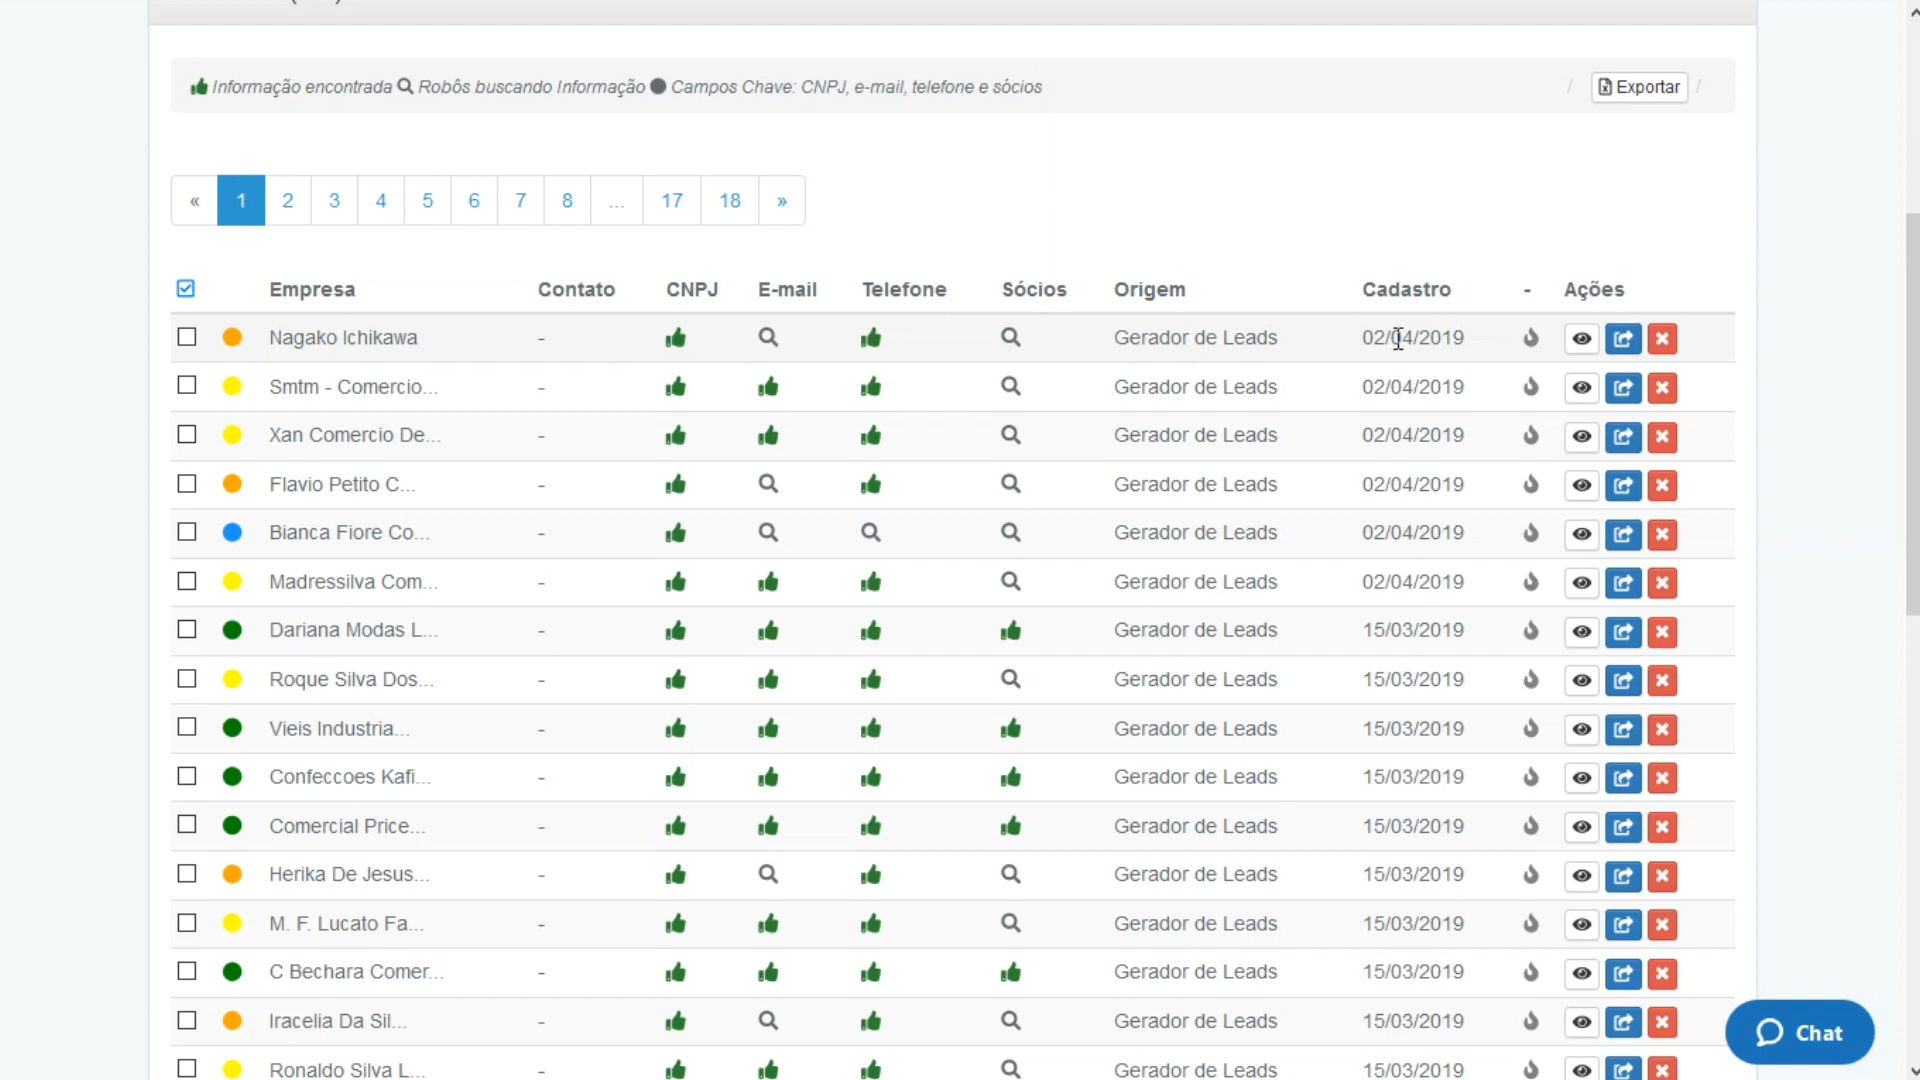 Informação encontrada Robôs buscando Informação Campos Chave: CNPJ, e-mail, telefone e sócios / Exportar /
« 1 2 3 4 5 6 7 8 ... 17 18 »
Empresa Contato CNPJ E-mail Telefone Sócios Origem Cadastro - Ações
Nagako Ichikawa - Gerador de Leads 02/04/2019
Smtm - Comercio... - Gerador de Leads 02/04/2019
Xan Comercio De... - Gerador de Leads 02/04/2019
Flavio Petito C... - Gerador de Leads 02/04/2019
Bianca Fiore Co... - Gerador de Leads 02/04/2019
Madressilva Com... - Gerador de Leads 02/04/2019
Dariana Modas L... - Gerador de Leads 15/03/2019
Roque Silva Dos... - Gerador de Leads 15/03/2019
Vieis Industria... - Gerador de Leads 15/03/2019
Confeccoes Kafi... - Gerador de Leads 15/03/2019
Comercial Price... - Gerador de Leads 15/03/2019
Herika De Jesus... - Gerador de Leads 15/03/2019
M. F. Lucato Fa... - Gerador de Leads 15/03/2019
C Bechara Comer... - Gerador de Leads 15/03/2019
Iracelia Da Sil... - Gerador de Leads 15/03/2019
Ronaldo Silva L... - Gerador de Leads 15/03/2019
Chat